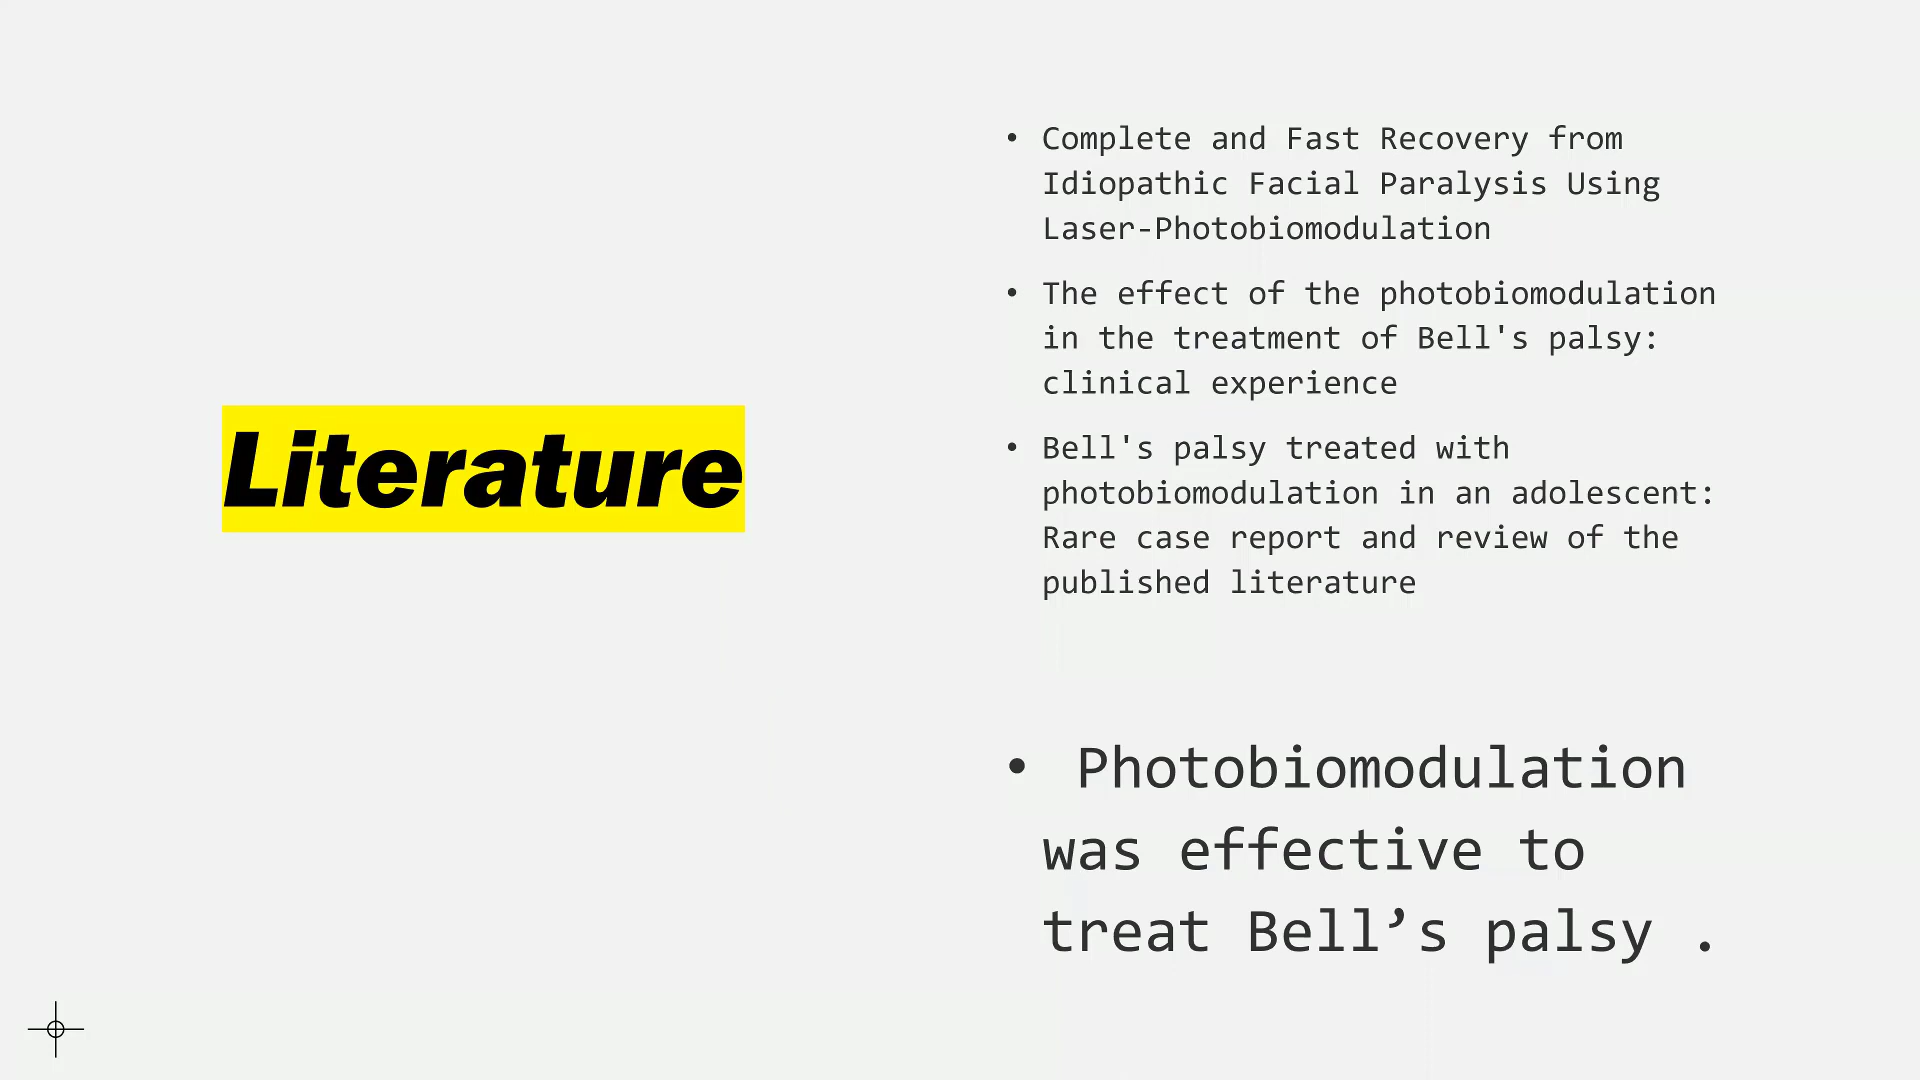 Literature
• Complete and Fast Recovery from
Idiopathic Facial Paralysis Using
Laser-Photobiomodulation
• The effect of the photobiomodulation
in the treatment of Bell's palsy:
clinical experience
• Bell's palsy treated with
photobiomodulation in an adolescent:
Rare case report and review of the
published literature
• Photobiomodulation
was effective to
treat Bell’s palsy .